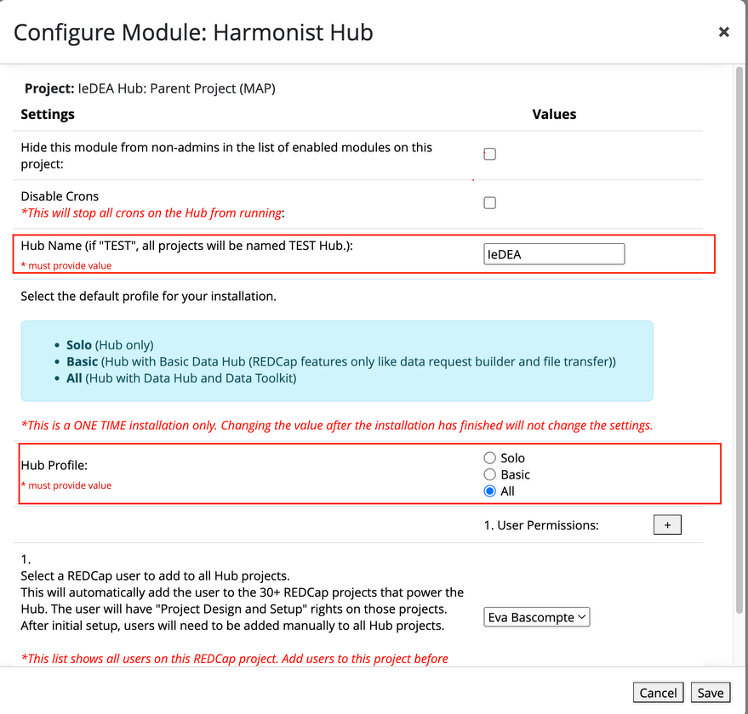 Configure Module: Harmonist Hub
×
Project: IeDEA Hub: Parent Project (MAP)
Settings
Values
Hide this module from non-admins in the list of enabled modules on this
project:
Disable Crons
*This will stop all crons on the Hub from running:
Hub Name (if "TEST", all projects will be named TEST Hub.):
* must provide value
IeDEA
Select the default profile for your installation.
• Solo (Hub only)
• Basic (Hub with Basic Data Hub (REDCap features only like data request builder and file transfer))
• All (Hub with Data Hub and Data Toolkit)
*This is a ONE TIME installation only. Changing the value after the installation has finished will not change the settings.
Hub Profile:
* must provide value
Solo
Basic
All
1. User Permissions:
+
1.
Select a REDCap user to add to all Hub projects.
This will automatically add the user to the 30+ REDCap projects that power the
Hub. The user will have "Project Design and Setup" rights on those projects.
After initial setup, users will need to be added manually to all Hub projects.
Eva Bascompte
*This list shows all users on this REDCap project. Add users to this project before
Cancel
Save